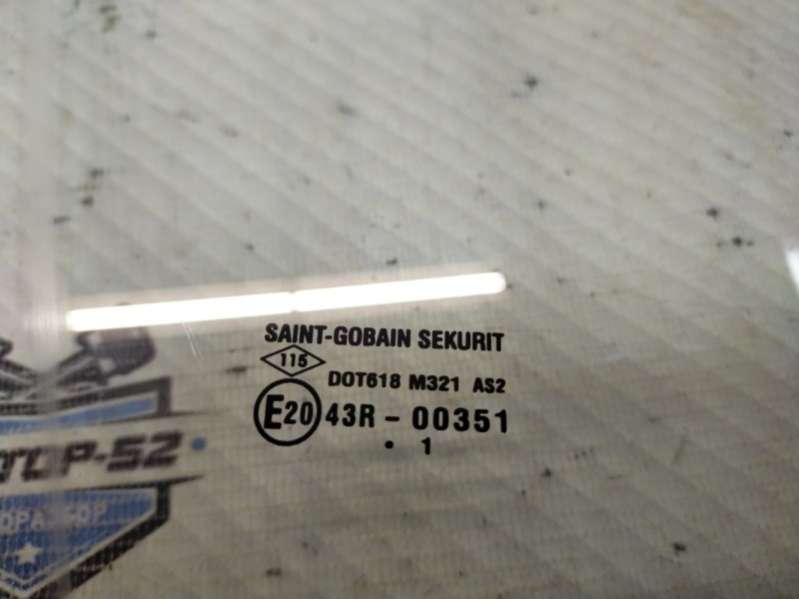 SAINT-GOBAIN SEKURIT
115
DOT618 M321 AS2
E20 43R - 00351
• 1